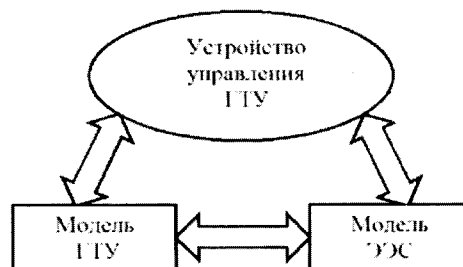 Устройство
управления
ГТУ
Модель
ГТУ
Модель
ЭЭС